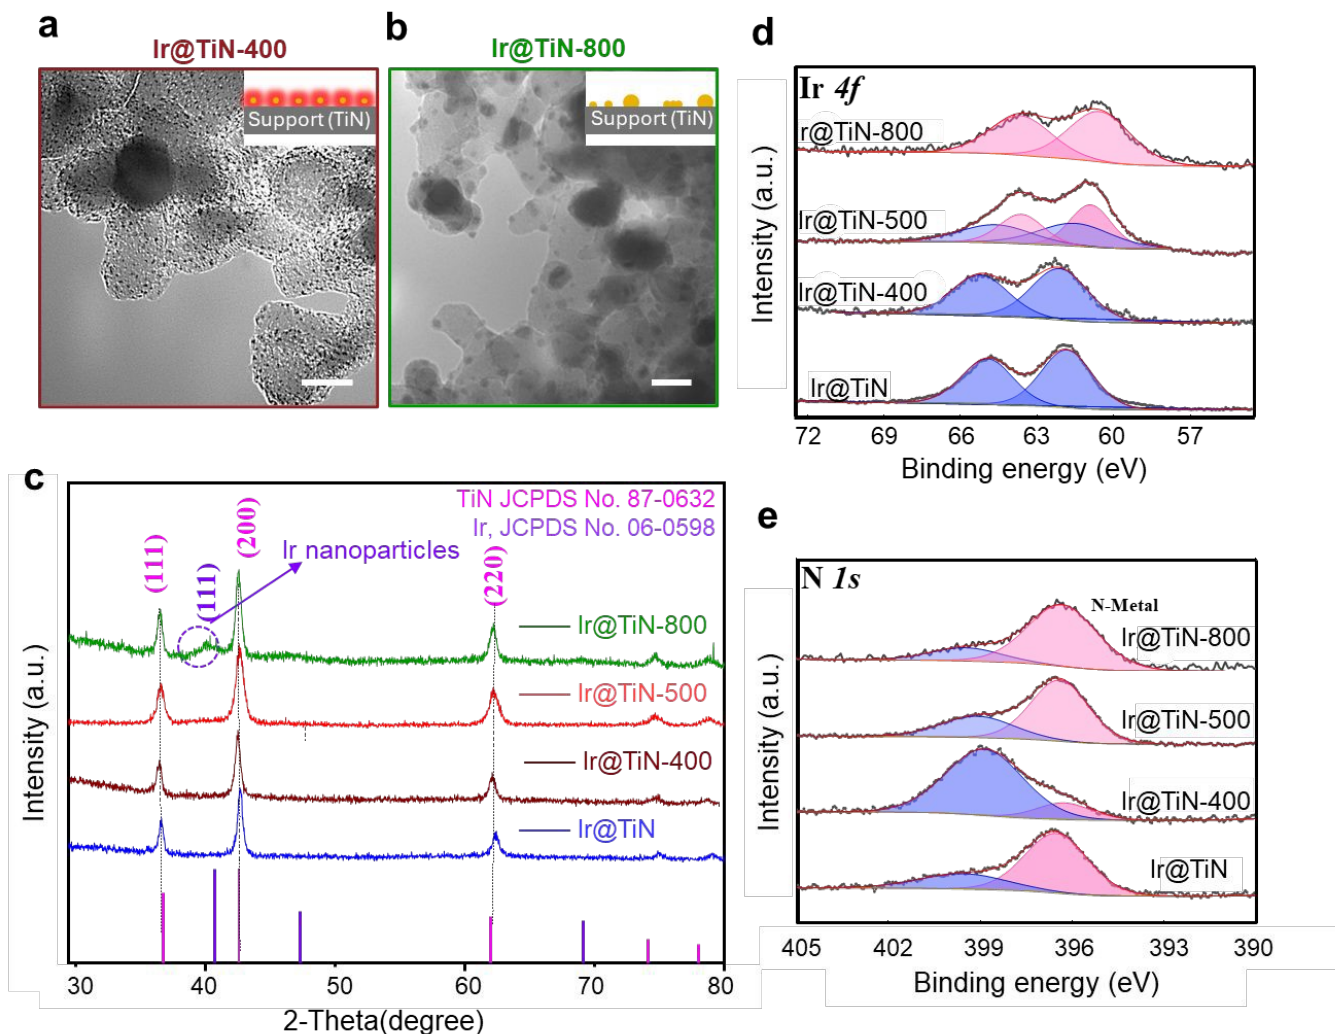 a
Ir@TiN-400
Support (TiN)
b
Ir@TiN-800
Support (TiN)
c
Intensity (a.u.)
TiN JCPDS No. 87-0632
Ir, JCPDS No. 06-0598
Ir nanoparticles
(111)
(111)
(200)
(220)
Ir@TiN-800
Ir@TiN-500
Ir@TiN-400
Ir@TiN
30 40 50 60 70 80
2-Theta(degree)
d
Intensity (a.u.)
Ir 4f
r@TiN-800
Ir@TiN-500
Ir@TiN-400
Ir@TiN
72 69 66 63 60 57
Binding energy (eV)
e
Intensity (a.u.)
N 1s
N-Metal
Ir@TiN-800
Ir@TiN-500
Ir@TiN-400
Ir@TiN
405 402 399 396 393 390
Binding energy (eV)